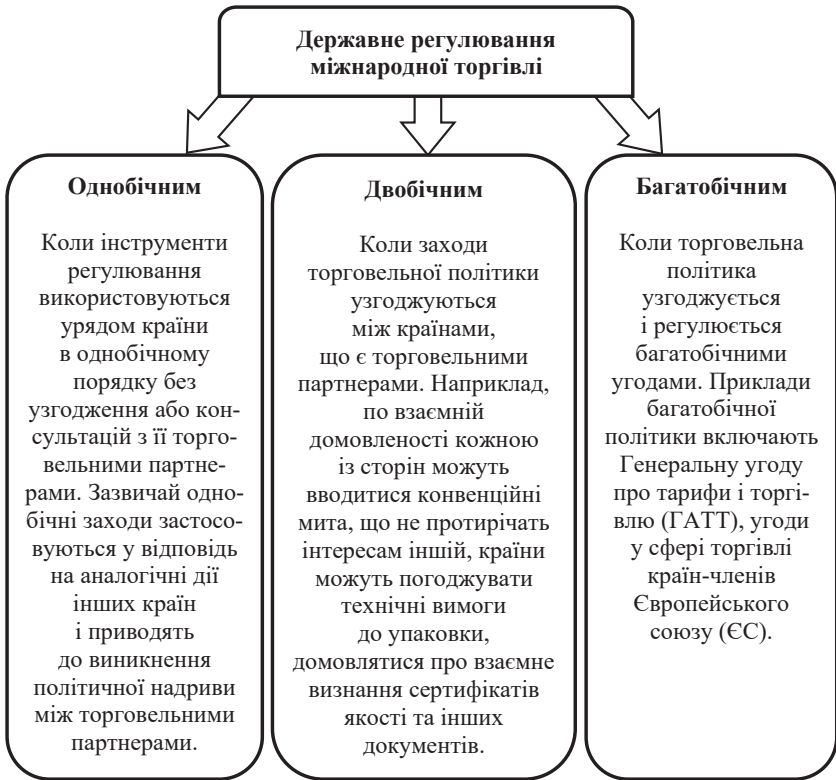 Державне регулювання
міжнародної торгівлі
Однобічним
Коли інструменти
регулювання
використовуються
урядом країни
в однобічному
порядку без
узгодження або кон-
сультацій з її торго-
вельними партне-
рами. Зазвичай одно-
бічні заходи застосо-
вуються у відповідь
на аналогічні дії
інших країн
і приводять
до виникнення
політичної надриви
між торговельними
партнерами.
Двобічним
Коли заходи
торговельної політики
узгоджуються
між країнами,
що є торговельними
партнерами. Наприклад,
по взаємній
домовленості кожною
із сторін можуть
вводитися конвенційні
мита, що не протирічать
інтересам іншій, країни
можуть погоджувати
технічні вимоги
до упаковки,
домовлятися про взаємне
визнання сертифікатів
якості та інших
документів.
Багатобічним
Коли торговельна
політика
узгоджується
і регулюється
багатобічними
угодами. Приклади
багатобічної
політики включають
Генеральну угоду
про тарифи і торгі-
влю (ГАТТ), угоди
у сфері торгівлі
країн-членів
Європейського
союзу (ЄС).